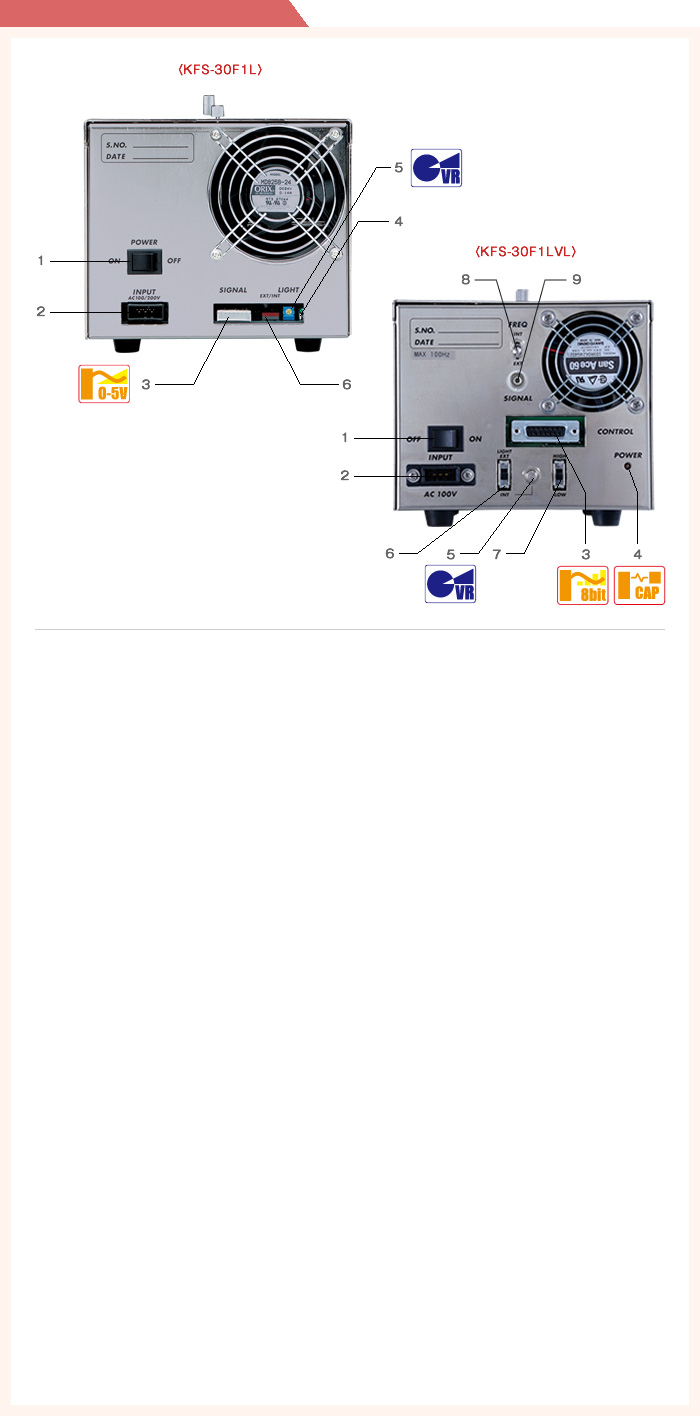 〈KFS-30F1L〉
S.NO.
DATE
MDB25B-24
ORIX
5
VR
4
POWER
1
ON
OFF
2
INPUT
AC100/200V
SIGNAL
LIGHT
EXT/INT
0-5V
3
6
〈KFS-30F1LVL〉
8
9
FREQ
INT
EXT
S.NO.
DATE
MAX 100Hz
San Ace 60
SIGNAL
1
OFF
ON
CONTROL
INPUT
2
AC 100V
LIGHT
EXT
INT
HIGH
LOW
POWER
6
5
7
3
4
VR
8bit
CAP